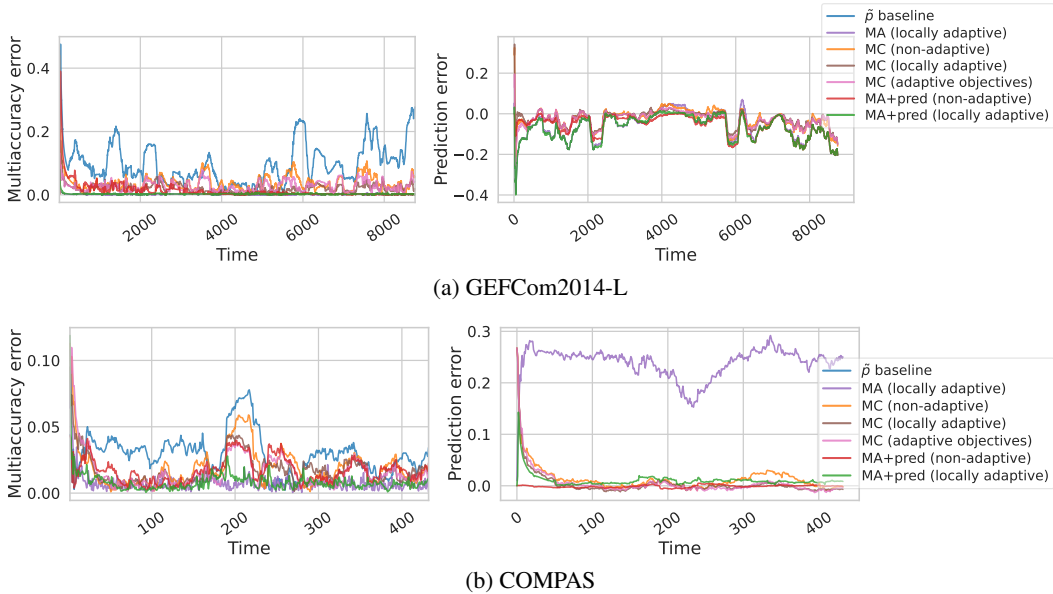 Multiaccuracy error
0.4
0.2
0.0
2000
4000
6000
8000
Time
Prediction error
0.2
0.0
−0.2
−0.4
0
2000
4000
6000
8000
Time
p̃ baseline
MA (locally adaptive)
MC (non-adaptive)
MC (locally adaptive)
MC (adaptive objectives)
MA+pred (non-adaptive)
MA+pred (locally adaptive)
(a) GEFCom2014-L
Multiaccuracy error
0.10
0.05
0.00
100
200
300
400
Time
Prediction error
0.3
0.2
0.1
0.0
0
100
200
300
400
Time
p̃ baseline
MA (locally adaptive)
MC (non-adaptive)
MC (locally adaptive)
MC (adaptive objectives)
MA+pred (non-adaptive)
MA+pred (locally adaptive)
(b) COMPAS